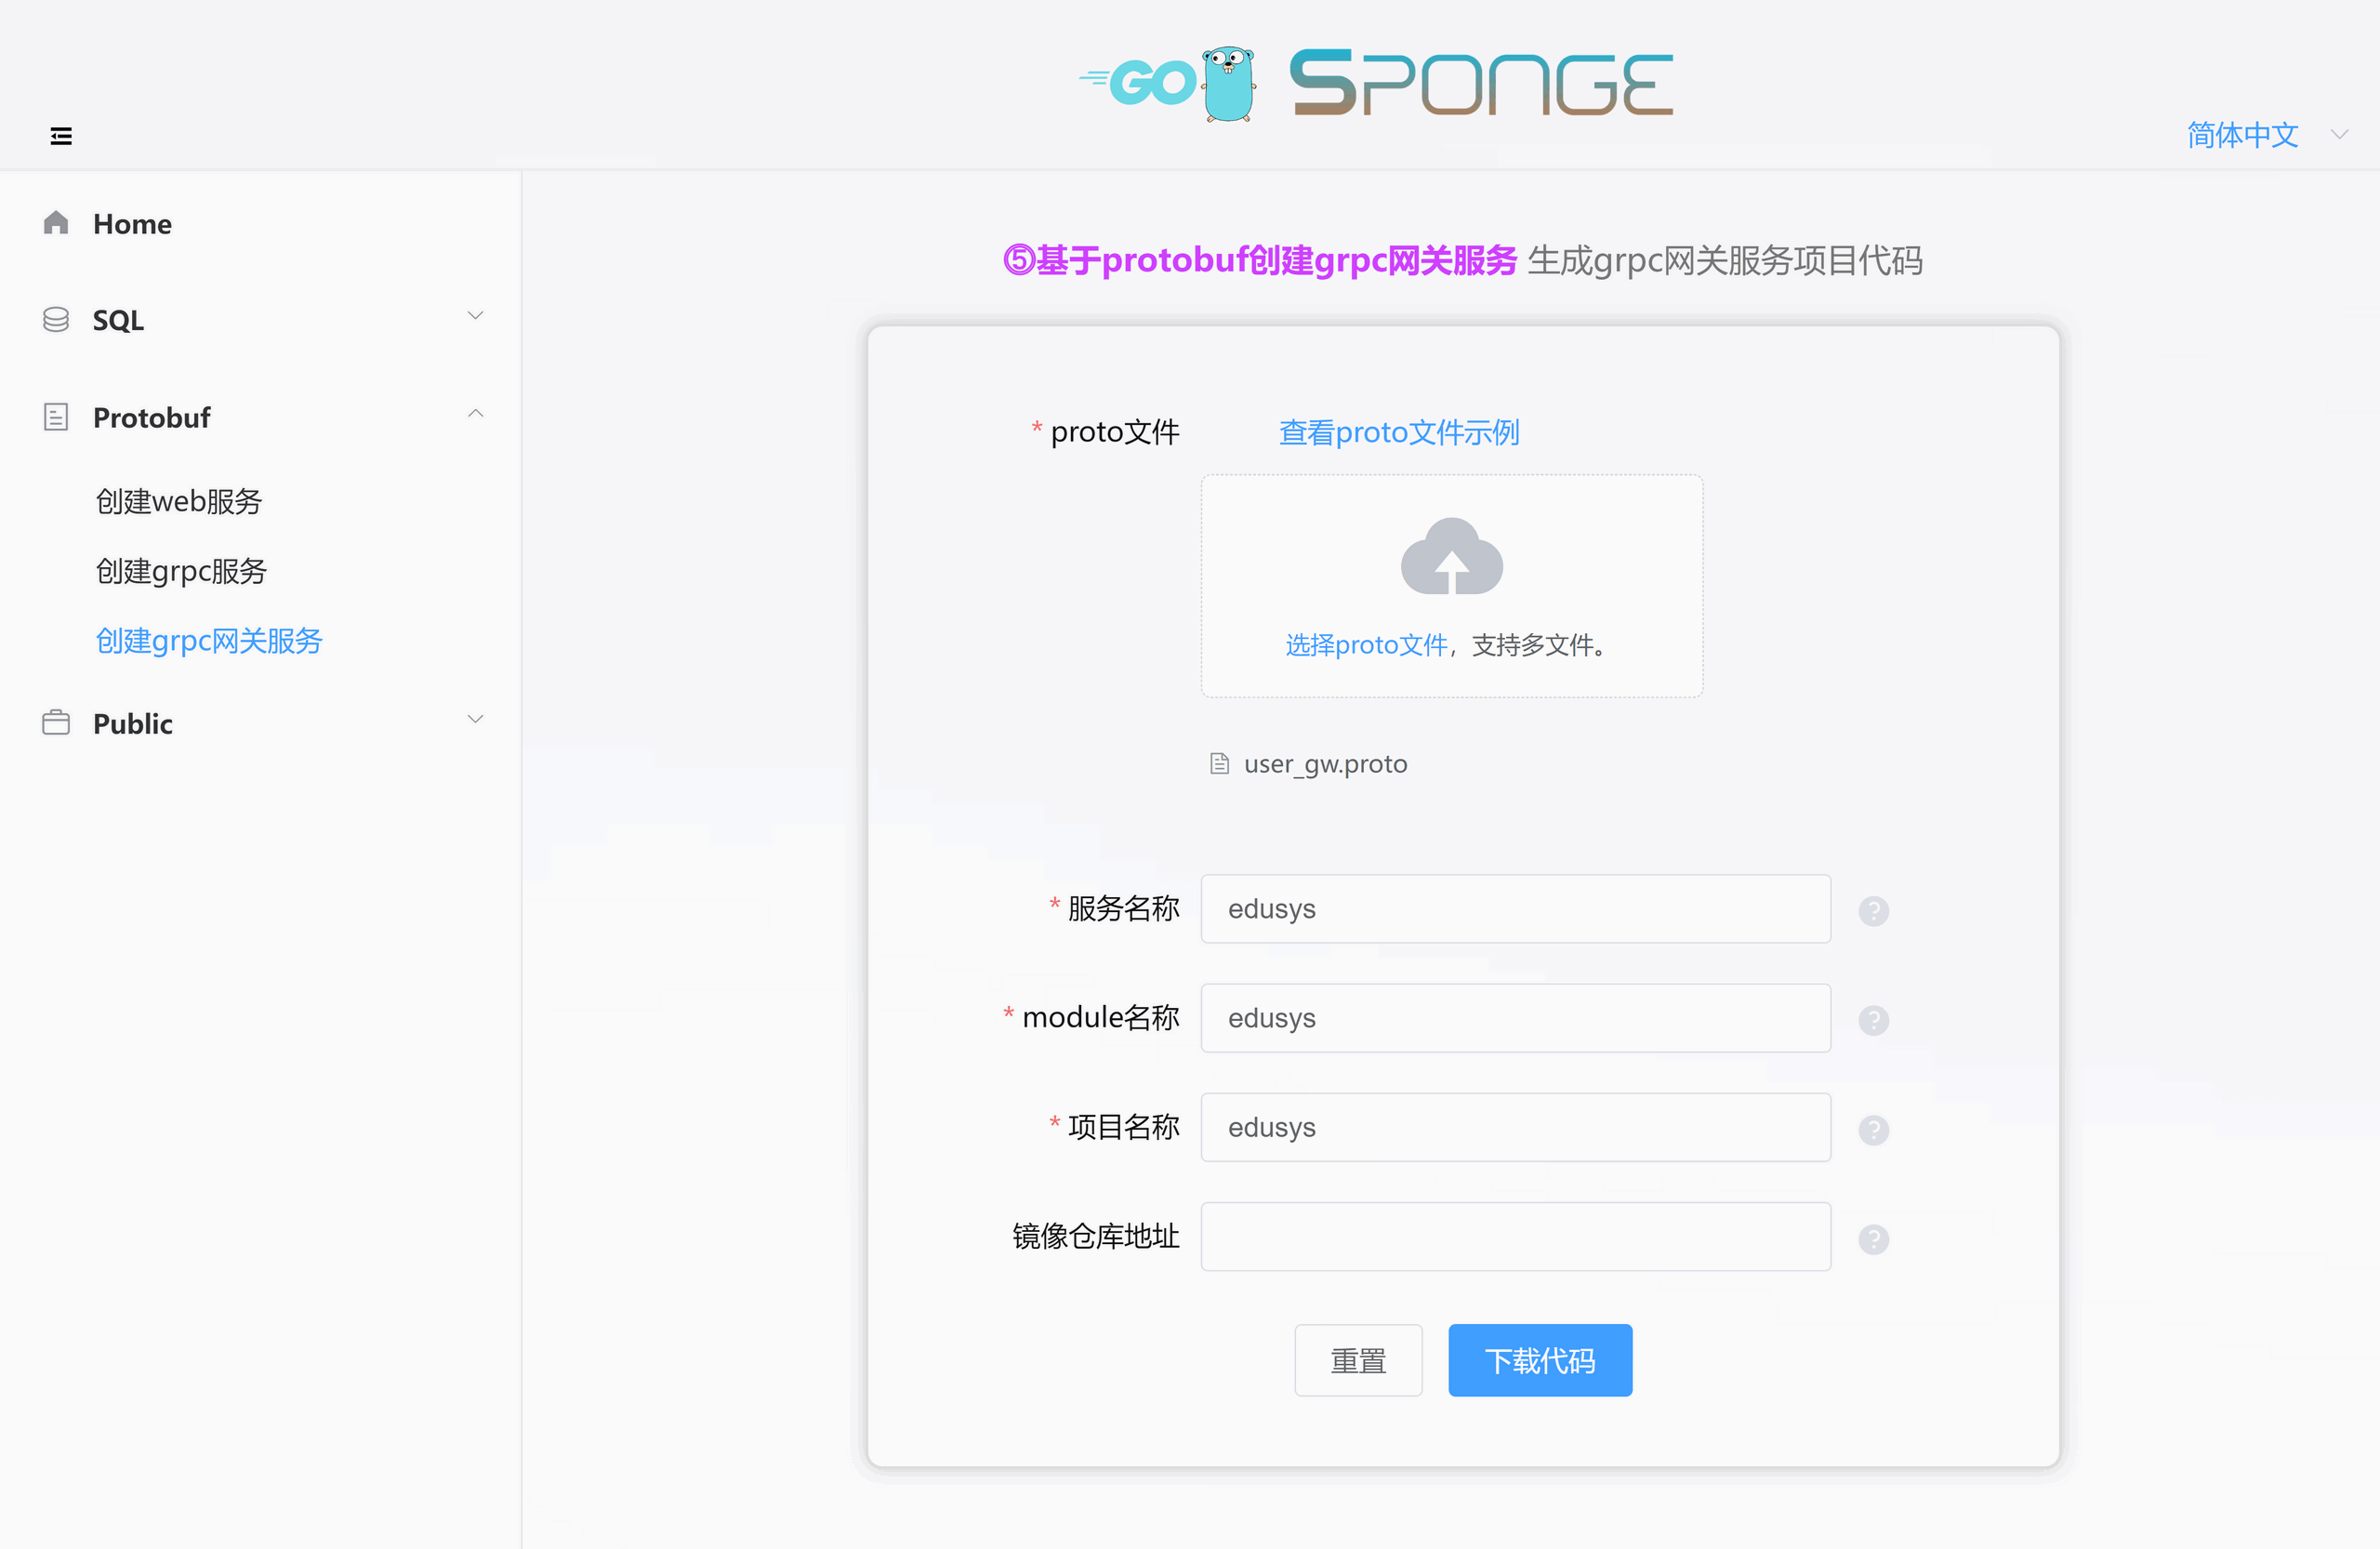 GO SPONGE
简体中文
Home
SQL
Protobuf
创建web服务
创建grpc服务
创建grpc网关服务
Public
⑤基于protobuf创建grpc网关服务 生成grpc网关服务项目代码
* proto文件 查看proto文件示例
选择proto文件，支持多文件。
user_gw.proto
* 服务名称 edusys ?
* module名称 edusys ?
* 项目名称 edusys ?
镜像仓库地址 ?
重置 下载代码